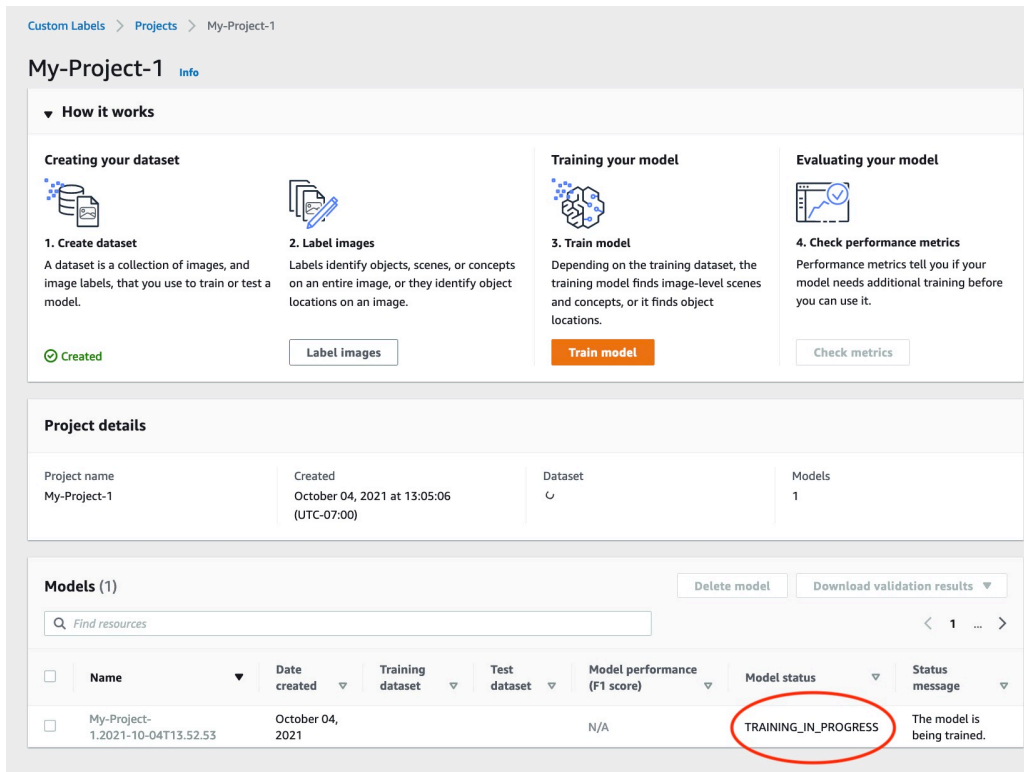 Custom Labels > Projects > My-Project-1
My-Project-1 Info
How it works
Creating your dataset
1. Create dataset
A dataset is a collection of images, and
image labels, that you use to train or test a
model.
Created
2. Label images
Labels identify objects, scenes, or concepts
on an entire image, or they identify object
locations on an image.
Label images
Training your model
3. Train model
Depending on the training dataset, the
training model finds image-level scenes
and concepts, or it finds object
locations.
Train model
Evaluating your model
4. Check performance metrics
Performance metrics tell you if your
model needs additional training before
you can use it.
Check metrics
Project details
Project name
My-Project-1
Created
October 04, 2021 at 13:05:06
(UTC-07:00)
Dataset
Models
1
Models (1)
Delete model
Download validation results
Find resources
< 1 ... >
Name
Date
created
Training
dataset
Test
dataset
Model performance
(F1 score)
Model status
Status
message
My-Project-
1.2021-10-04T13.52.53
October 04,
2021
N/A
TRAINING_IN_PROGRESS
The model is
being trained.